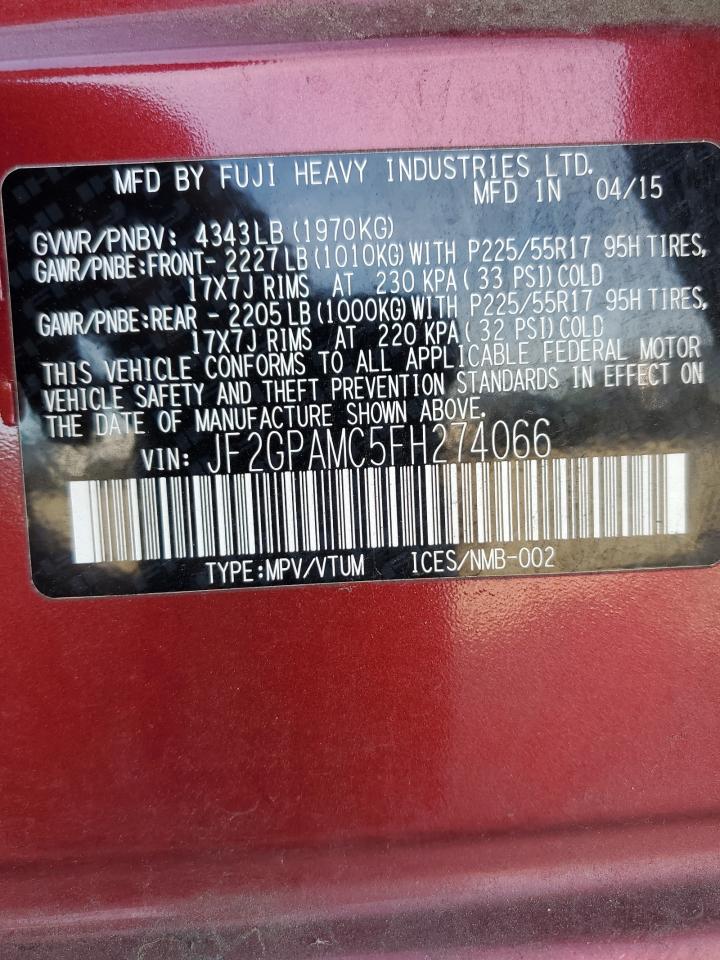 MFD BY FUJI HEAVY INDUSTRIES LTD.
MFD IN 04/15
GVWR/PNBV: 4343LB (1970KG)
GAWR/PNBE:FRONT- 2227LB (1010KG)WITH P225/55R17 95H TIRES,
17X7J RIMS AT 230 KPA ( 33 PSI)COLD
GAWR/PNBE:REAR - 2205LB (1000KG)WITH P225/55R17 95H TIRES,
17X7J RIMS AT 220 KPA ( 32 PSI)COLD
THIS VEHICLE CONFORMS TO ALL APPLICABLE FEDERAL MOTOR
VEHICLE SAFETY AND THEFT PREVENTION STANDARDS IN EFFECT ON
THE DATE OF MANUFACTURE SHOWN ABOVE.
VIN: JF2GPAMC5FH274066
TYPE:MPV/VTUM ICES/NMB-002